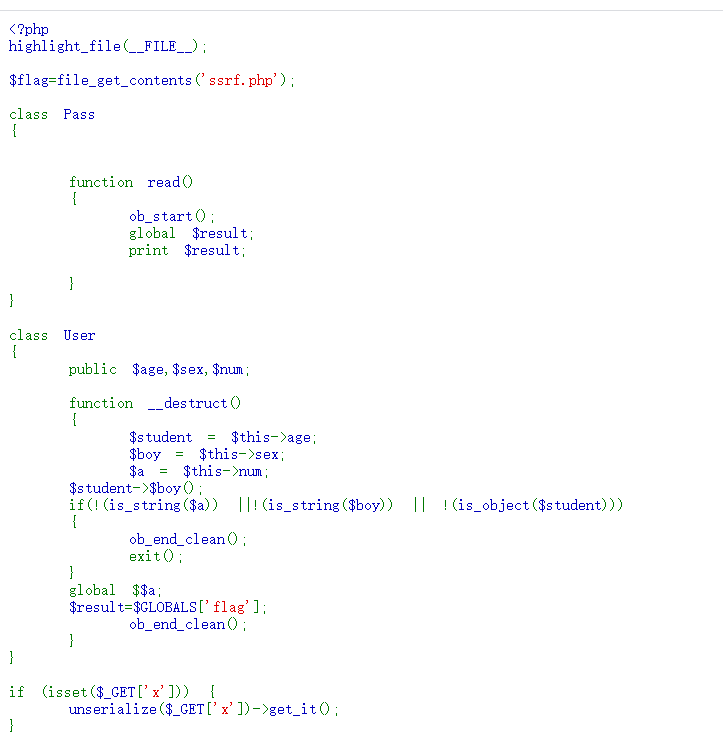 <?php
highlight_file(__FILE__);
$flag=file_get_contents('ssrf.php');
class Pass
{
function read()
{
ob_start();
global $result;
print $result;
}
}
class User
{
public $age,$sex,$num;
function __destruct()
{
$student = $this->age;
$boy = $this->sex;
$a = $this->num;
$student->$boy();
if(!(is_string($a)) ||!(is_string($boy)) || !(is_object($student)))
{
ob_end_clean();
exit();
}
global $$a;
$result=$GLOBALS['flag'];
ob_end_clean();
}
}
if (isset($_GET['x'])) {
unserialize($_GET['x'])->get_it();
}